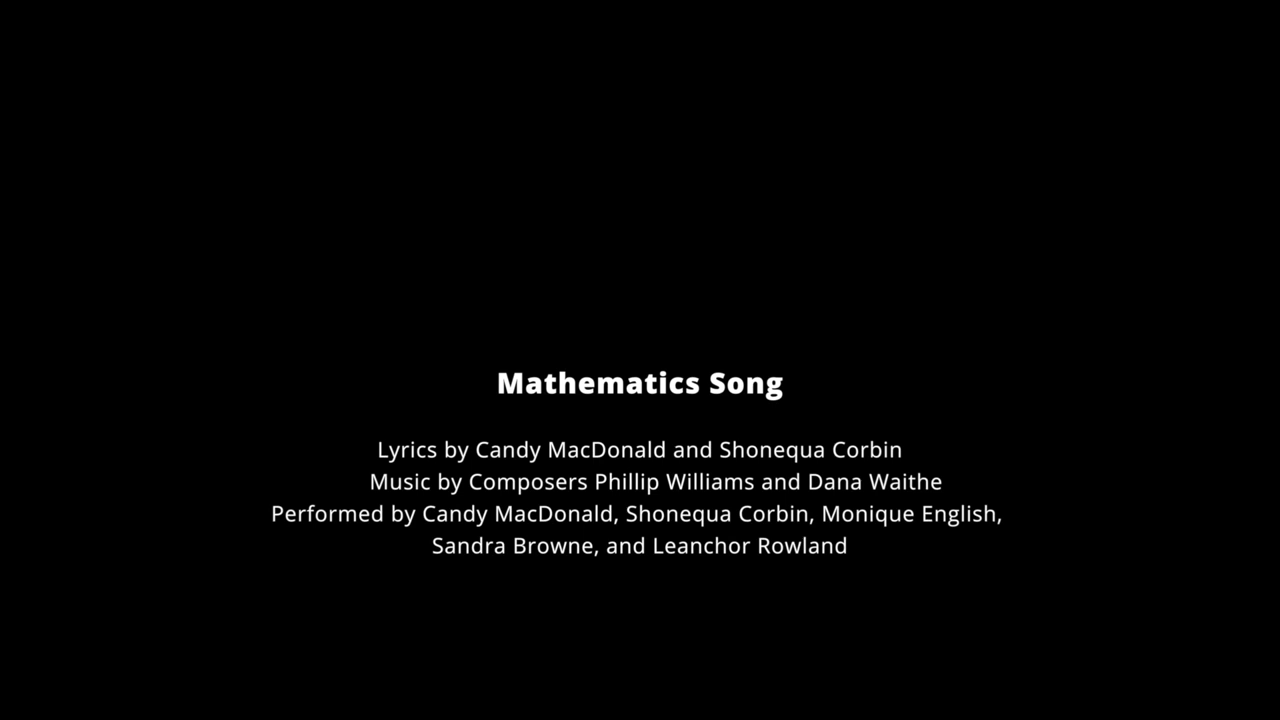 Mathematics Song
Lyrics by Candy MacDonald and Shonequa Corbin
Music by Composers Phillip Williams and Dana Waithe
Performed by Candy MacDonald, Shonequa Corbin, Monique English,
Sandra Browne, and Leanchor Rowland